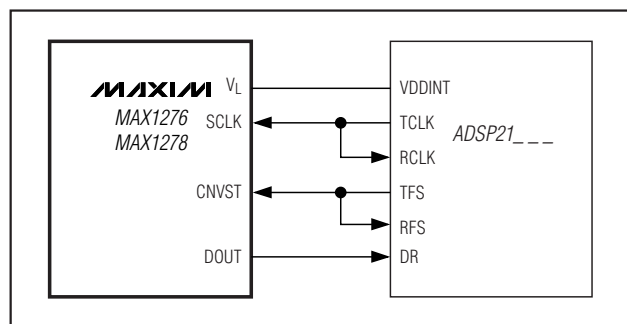 MAXIM
MAX1276
MAX1278
VL
SCLK
CNVST
DOUT
VDDINT
TCLK
RCLK
TFS
RFS
DR
ADSP21_ _ _